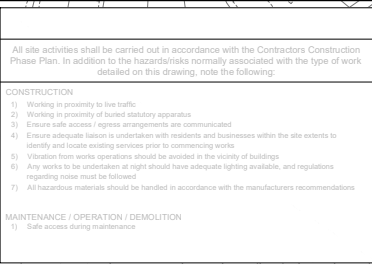 All site activities shall be carried out in accordance with the Contractors Construction
Phase Plan. In addition to the hazards/risks normally associated with the type of work
detailed on this drawing, note the following:
CONSTRUCTION
1) Working in proximity to live traffic
2) Working in proximity of buried statutory apparatus
3) Ensure safe access / egress arrangements are communicated
4) Ensure adequate liaison is undertaken with residents and businesses within the site extents to
identify and locate existing services prior to commencing works
5) Vibration from works operations should be avoided in the vicinity of buildings
6) Any works to be undertaken at night should have adequate lighting available, and regulations
regarding noise must be followed
7) All hazardous materials should be handled in accordance with the manufacturers recommendations
MAINTENANCE / OPERATION / DEMOLITION
1) Safe access during maintenance